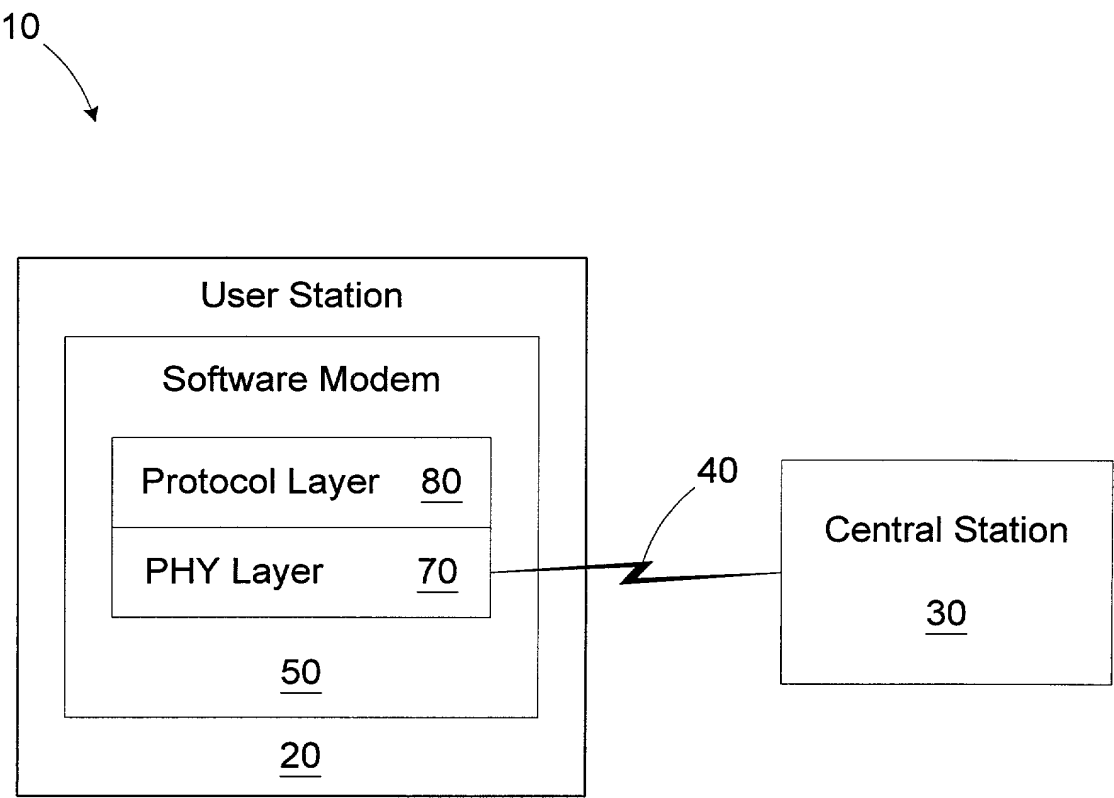 10
User Station
Software Modem
Protocol Layer 80
PHY Layer 70
50
20
40
Central Station
30